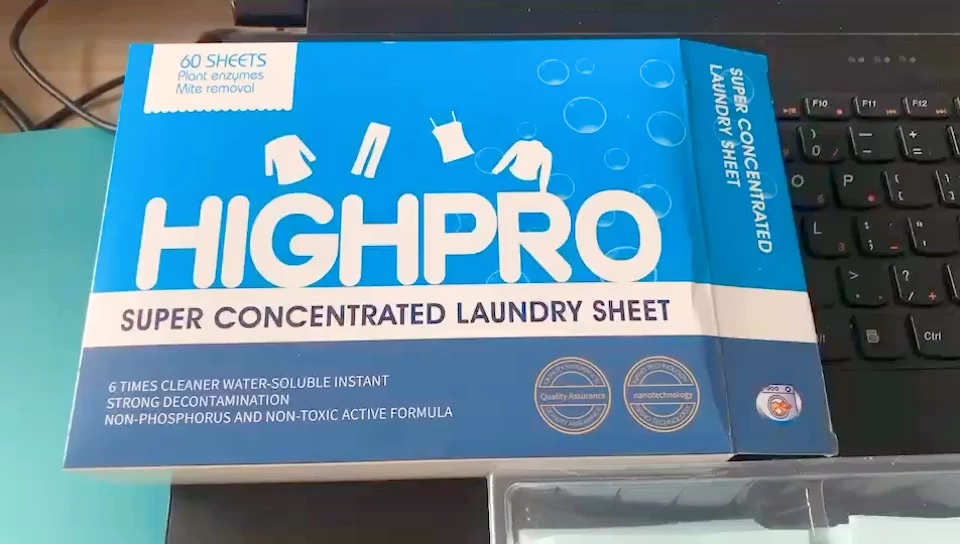 60 SHEETS
Plant enzymes
Mite removal
HIGHPRO
SUPER CONCENTRATED LAUNDRY SHEET
6 TIMES CLEANER WATER-SOLUBLE INSTANT
STRONG DECONTAMINATION
NON-PHOSPHORUS AND NON-TOXIC ACTIVE FORMULA
Quality Assurance
nanotechnology
SUPER CONCENTRATED
LAUNDRY SHEET
F10
F11
F12
O
P
L
Ctrl